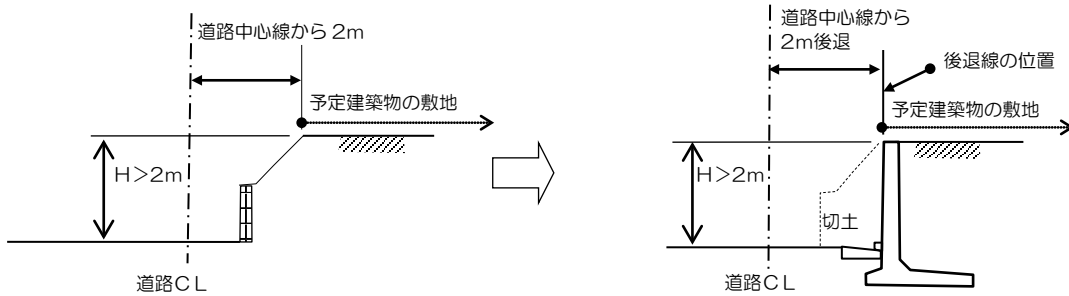 道路中心線から2m
予定建築物の敷地
H>2m
道路CL
道路中心線から
2m後退
後退線の位置
予定建築物の敷地
H>2m
切土
道路CL